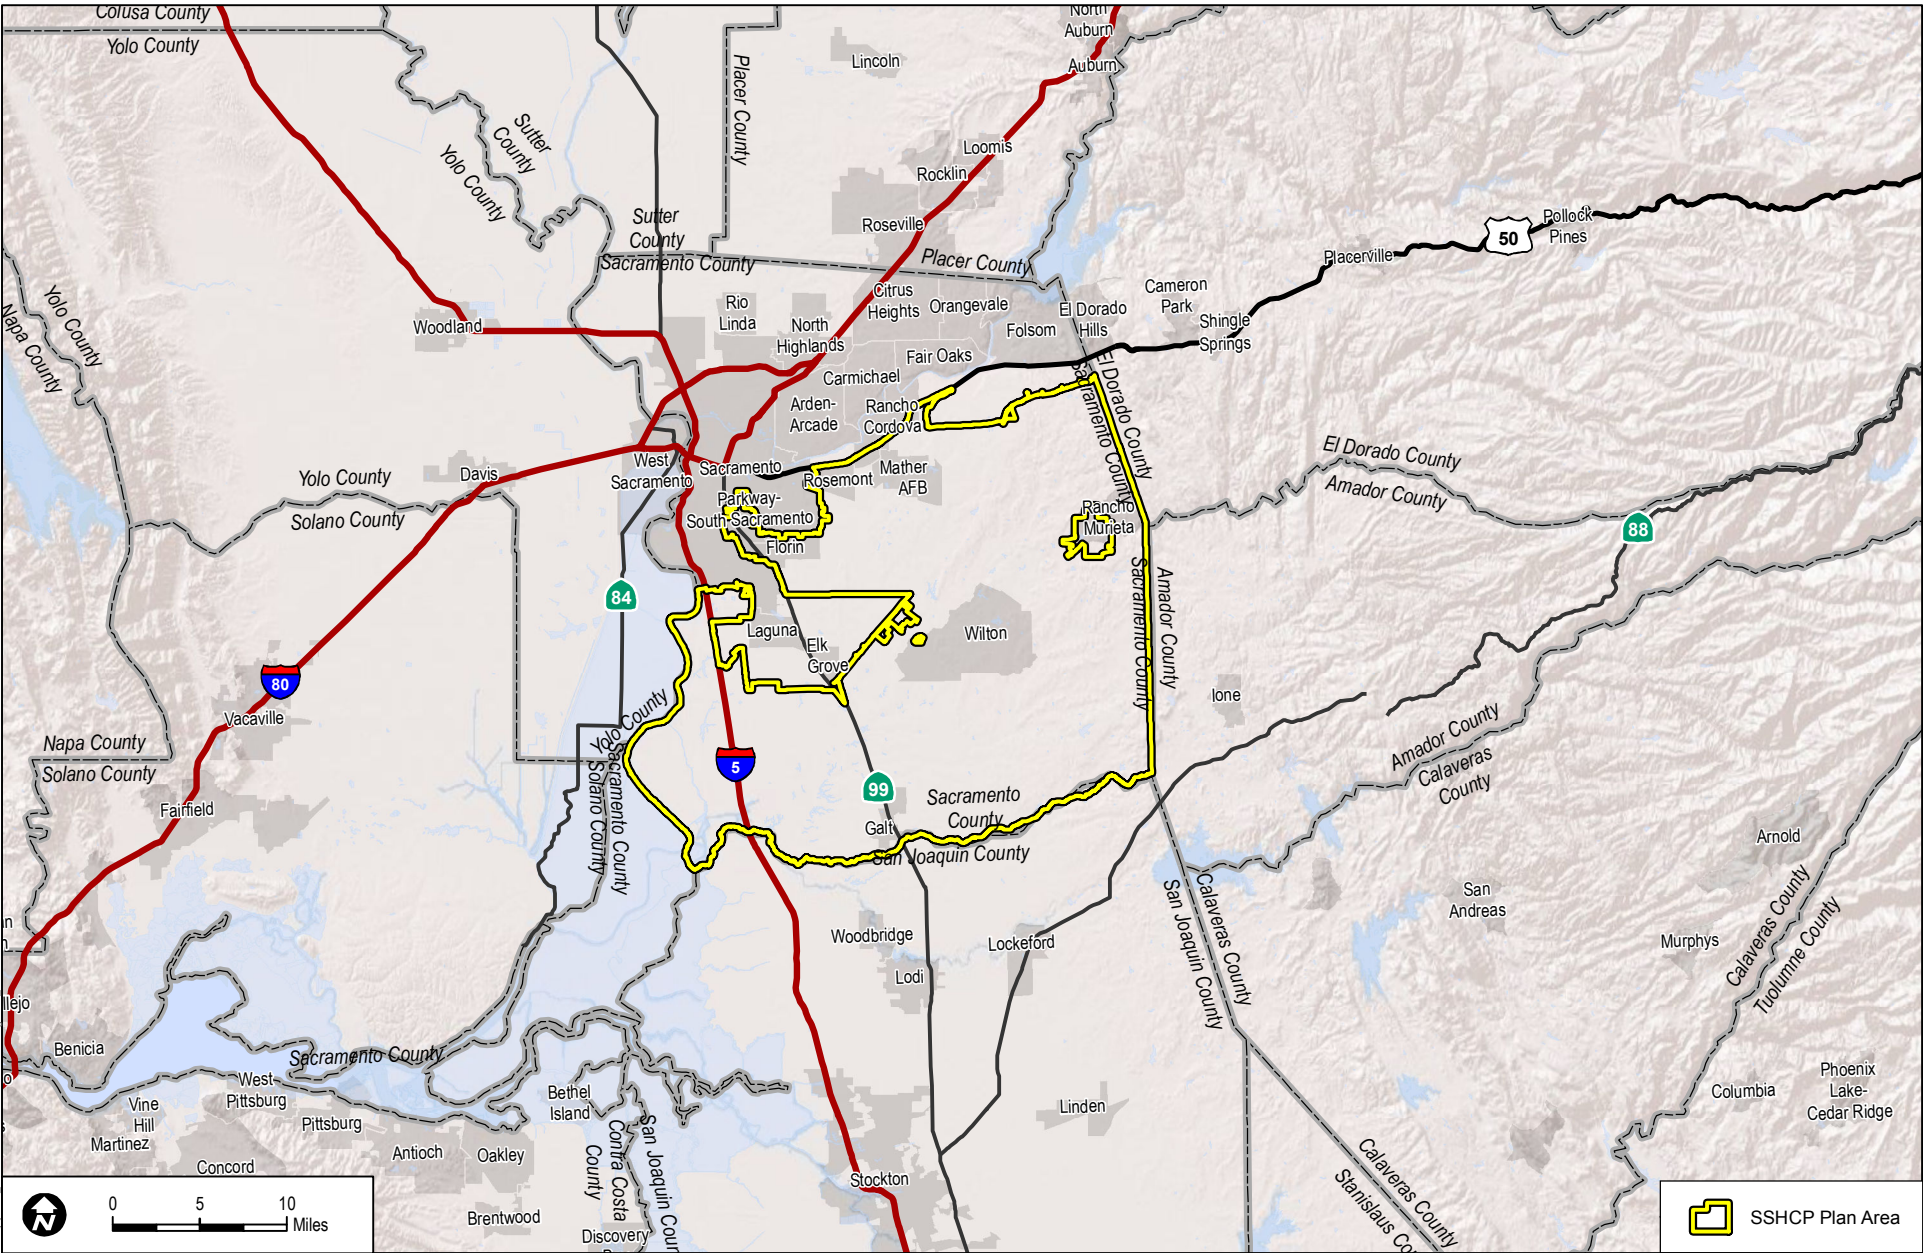 Colusa County
Yolo County
North
Auburn
Auburn
Lincoln
Placer County
Sutter
County
Yolo County
Loomis
Rocklin
Roseville
Sutter
County
Sacramento County
Placer County
Pollock
Pines
50
Placerville
Cameron
Park
Shingle
Springs
El Dorado
Hills
Folsom
Orangevale
Citrus
Heights
Rio
Linda
North
Highlands
Woodland
Yolo County
Napa County
Fair Oaks
Carmichael
Arden-
Arcade
Rancho
Cordova
El Dorado County
Sacramento County
El Dorado County
Amador County
88
Davis
Yolo County
Solano County
West
Sacramento
Sacramento
Rosemont
Mather
AFB
Parkway-
South Sacramento
Florin
Rancho
Murieta
84
Laguna
Elk
Grove
Wilton
Amador County
Sacramento County
Ione
80
Vacaville
Napa County
Solano County
Fairfield
Yolo County
Sacramento County
Solano County
5
99
Galt
Sacramento
County
San Joaquin County
Amador County
Calaveras
County
Arnold
San
Andreas
Murphys
Calaveras County
Tuolumne County
Calaveras County
San Joaquin County
Woodbridge
Lodi
Lockeford
llejo
Benicia
Sacramento County
West
Pittsburg
Pittsburg
Vine
Hill
Martinez
Concord
Antioch
Oakley
Bethel
Island
Contra Costa
County
San Joaquin Coun
Brentwood
Discovery
Linden
Stockton
Columbia
Phoenix
Lake-
Cedar Ridge
Calaveras County
Stanislaus Co
N
0 5 10
Miles
SSHCP Plan Area